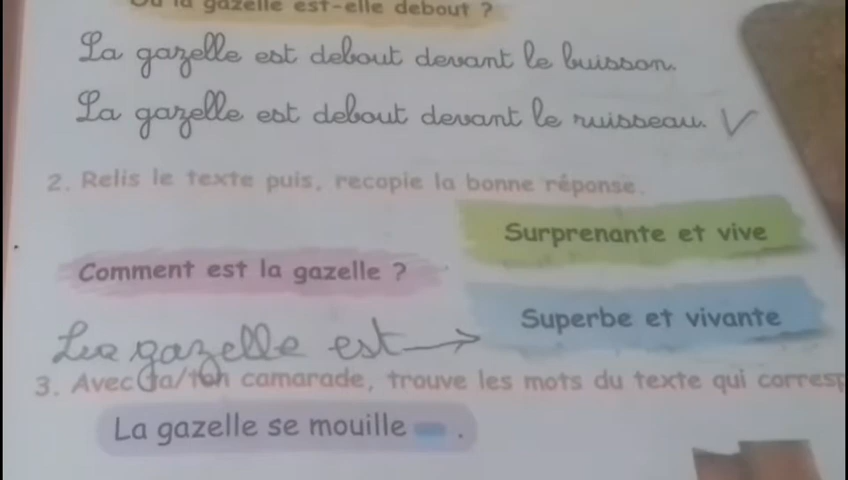 Où la gazelle est-elle debout ?
La gazelle est debout devant le buisson.
La gazelle est debout devant le ruisseau.
2. Relis le texte puis, recopie la bonne réponse.
Surprenante et vive
Comment est la gazelle ?
Superbe et vivante
La gazelle est
3. Avec ta/ton camarade, trouve les mots du texte qui corresp
La gazelle se mouille .